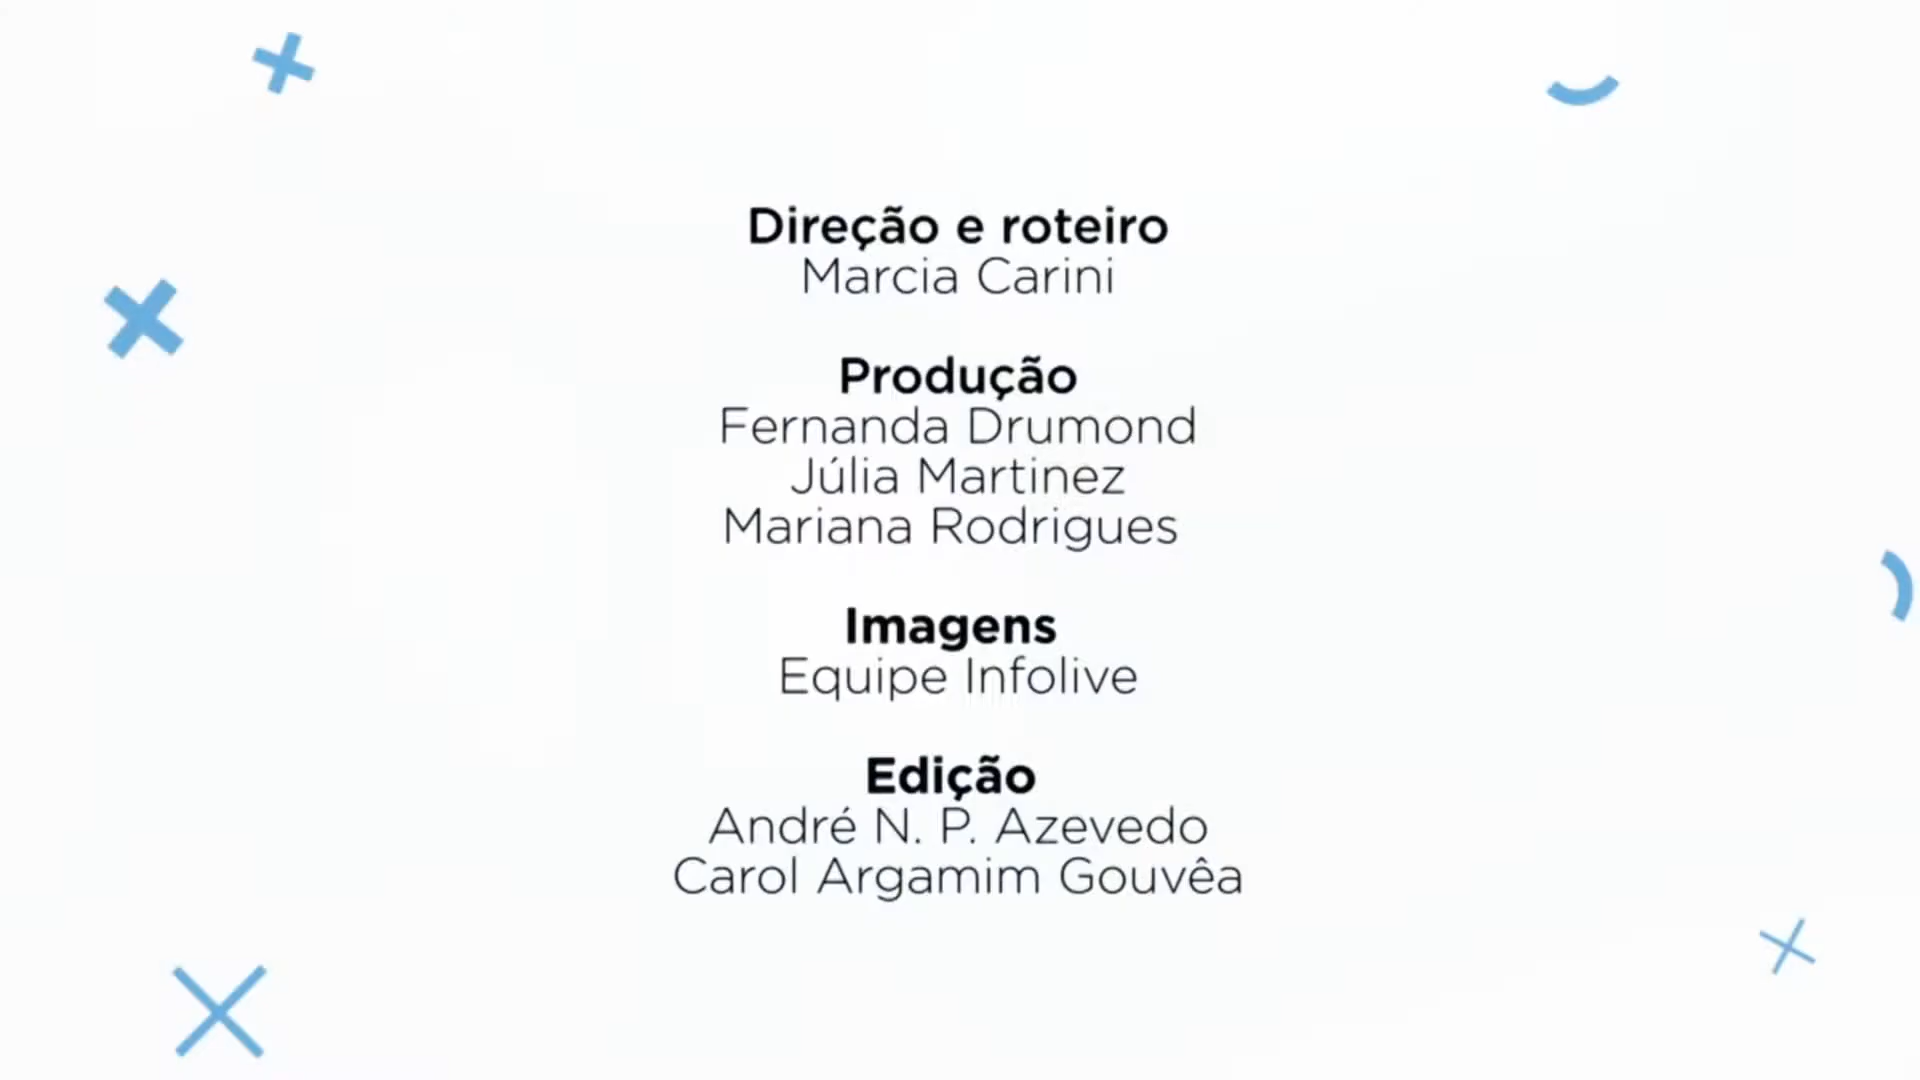 Direção e roteiro
Marcia Carini
Produção
Fernanda Drumond
Júlia Martinez
Mariana Rodrigues
Imagens
Equipe Infolive
Edição
André N. P. Azevedo
Carol Argamim Gouvêa